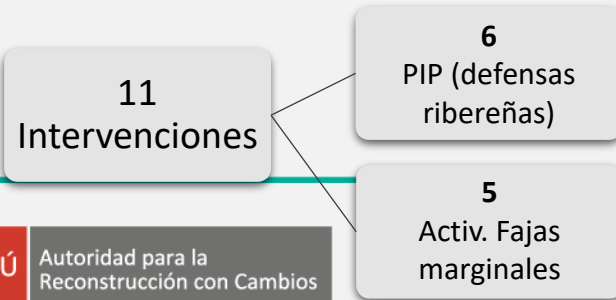 11
Intervenciones
6
PIP (defensas
ribereñas)
5
Activ. Fajas
marginales
Ú
Autoridad para la
Reconstrucción con Cambios